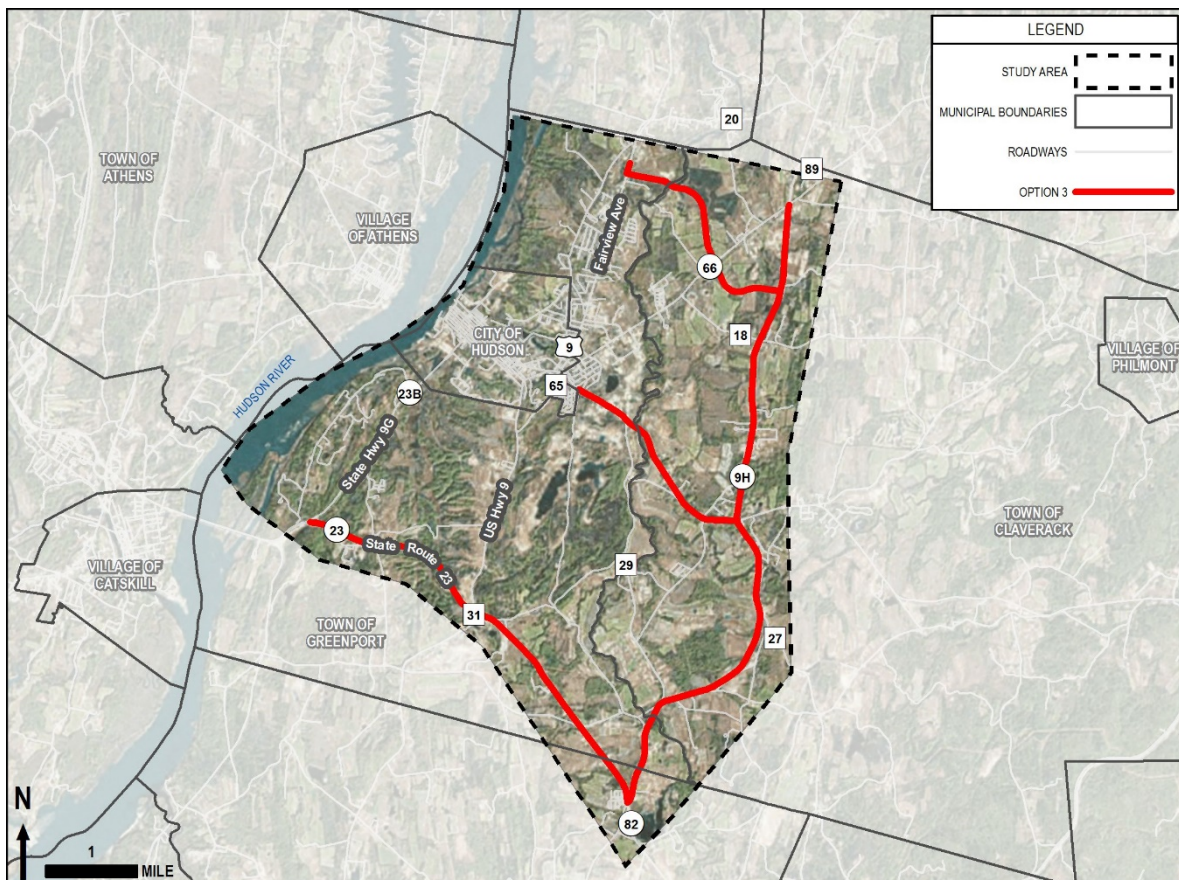 LEGEND
STUDY AREA
MUNICIPAL BOUNDARIES
ROADWAYS
OPTION 3
20
89
TOWN OF
ATHENS
VILLAGE
OF ATHENS
Fairview Ave
66
18
CITY OF
HUDSON
9
65
23B
HUDSON RIVER
VILLAGE OF
PHILMONT
State Hwy 9G
US Hwy 9
9H
TOWN OF
CLAVERACK
23
State Route 23
VILLAGE OF
CATSKILL
29
31
TOWN OF
GREENPORT
27
82
N
1
MILE